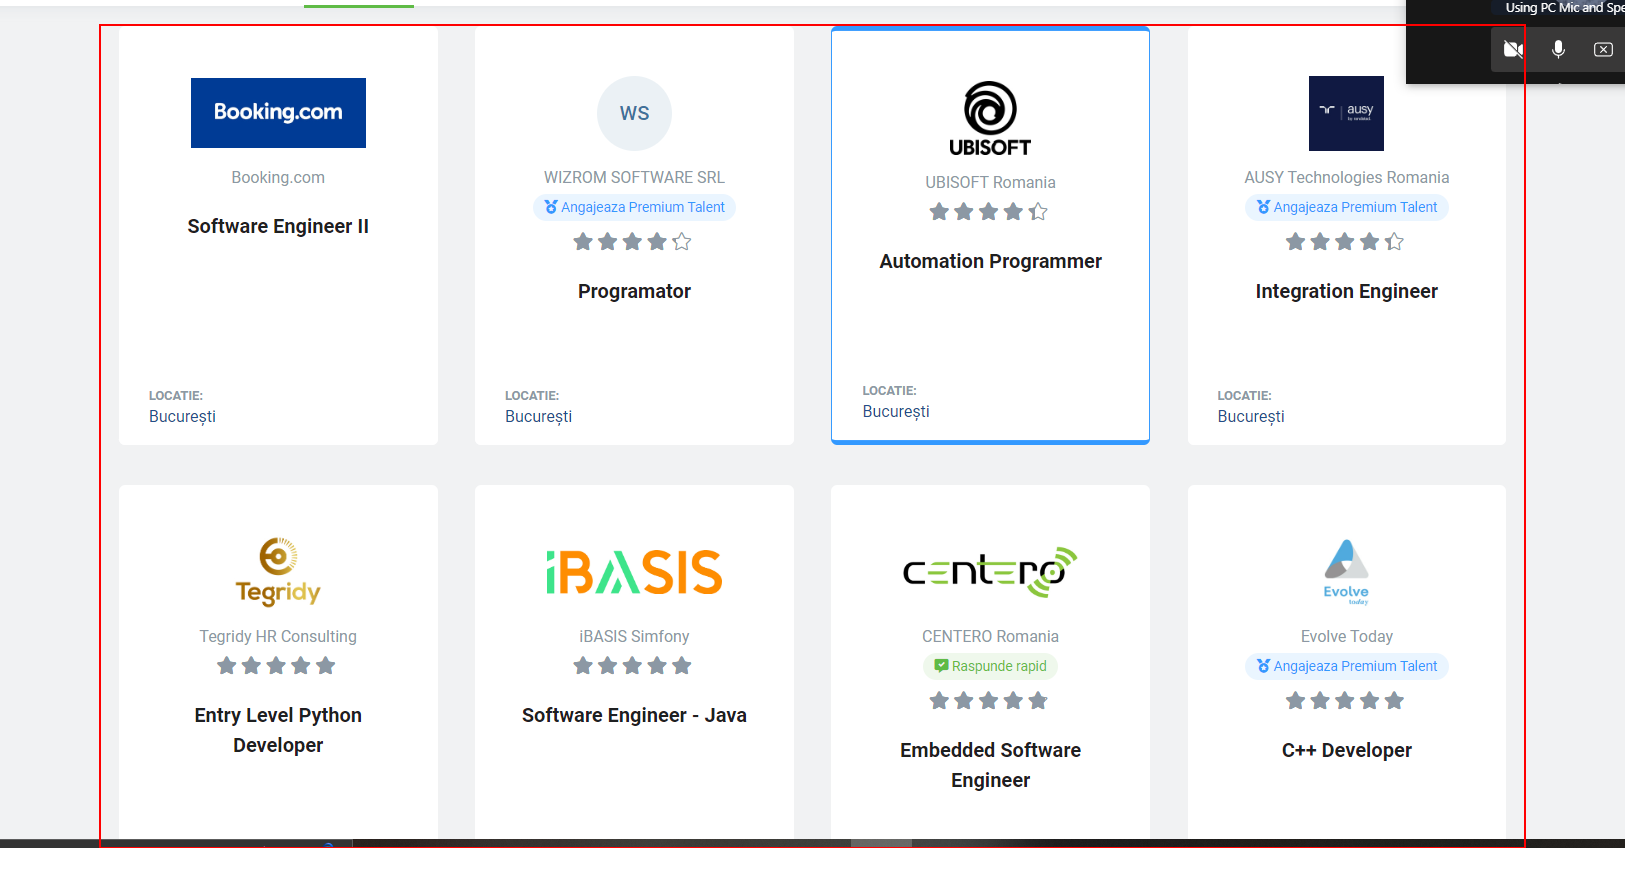 Using PC Mic and Spe
Booking.com
Booking.com
Software Engineer II
LOCATIE:
București
WS
WIZROM SOFTWARE SRL
Angajeaza Premium Talent
Programator
LOCATIE:
București
UBISOFT
UBISOFT Romania
Automation Programmer
LOCATIE:
București
ausy
AUSY Technologies Romania
Angajeaza Premium Talent
Integration Engineer
LOCATIE:
București
Tegridy
Tegridy HR Consulting
Entry Level Python
Developer
iBASIS
iBASIS Simfony
Software Engineer - Java
centero
CENTERO Romania
Raspunde rapid
Embedded Software
Engineer
Evolve
today
Evolve Today
Angajeaza Premium Talent
C++ Developer